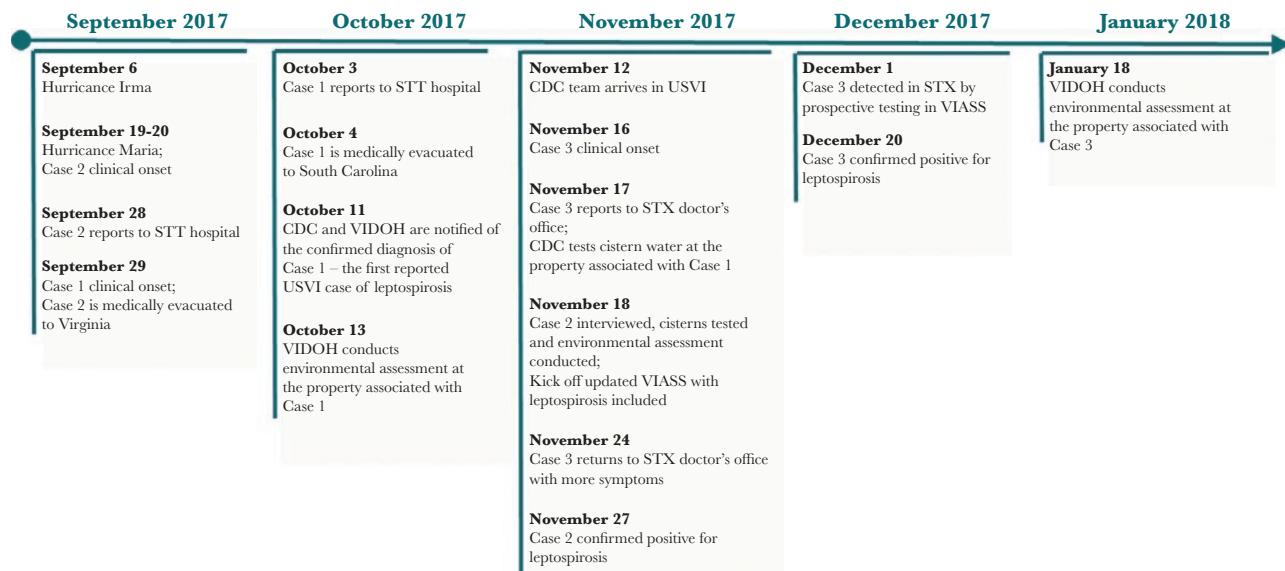 September 2017
October 2017
November 2017
December 2017
January 2018
September 6
Hurricance Irma
September 19-20
Hurricance Maria;
Case 2 clinical onset
September 28
Case 2 reports to STT hospital
September 29
Case 1 clinical onset;
Case 2 is medically evacuated
to Virginia
October 3
Case 1 reports to STT hospital
October 4
Case 1 is medically evacuated
to South Carolina
October 11
CDC and VIDOH are notified of
the confirmed diagnosis of
Case 1 – the first reported
USVI case of leptospirosis
October 13
VIDOH conducts
environmental assessment at
the property associated with
Case 1
November 12
CDC team arrives in USVI
November 16
Case 3 clinical onset
November 17
Case 3 reports to STX doctor's
office;
CDC tests cistern water at the
property associated with Case 1
November 18
Case 2 interviewed, cisterns tested
and environmental assessment
conducted;
Kick off updated VIASS with
leptospirosis included
November 24
Case 3 returns to STX doctor's office
with more symptoms
November 27
Case 2 confirmed positive for
leptospirosis
December 1
Case 3 detected in STX by
prospective testing in VIASS
December 20
Case 3 confirmed positive for
leptospirosis
January 18
VIDOH conducts
environmental assessment at
the property associated with
Case 3